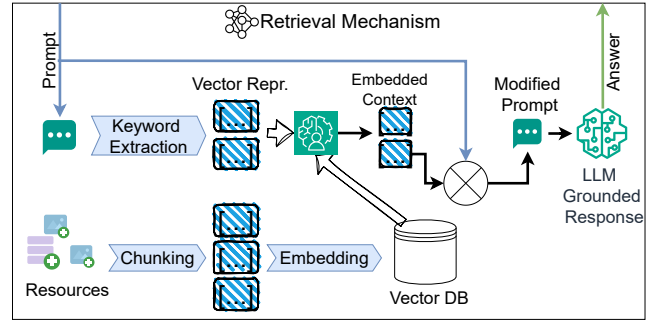 Retrieval Mechanism
Prompt
Answer
Vector Repr.
Embedded
Context
Modified
Prompt
Keyword
Extraction
[...]
[...]
LLM
Grounded
Response
Resources
Chunking
[...]
[...]
[...]
Embedding
Vector DB